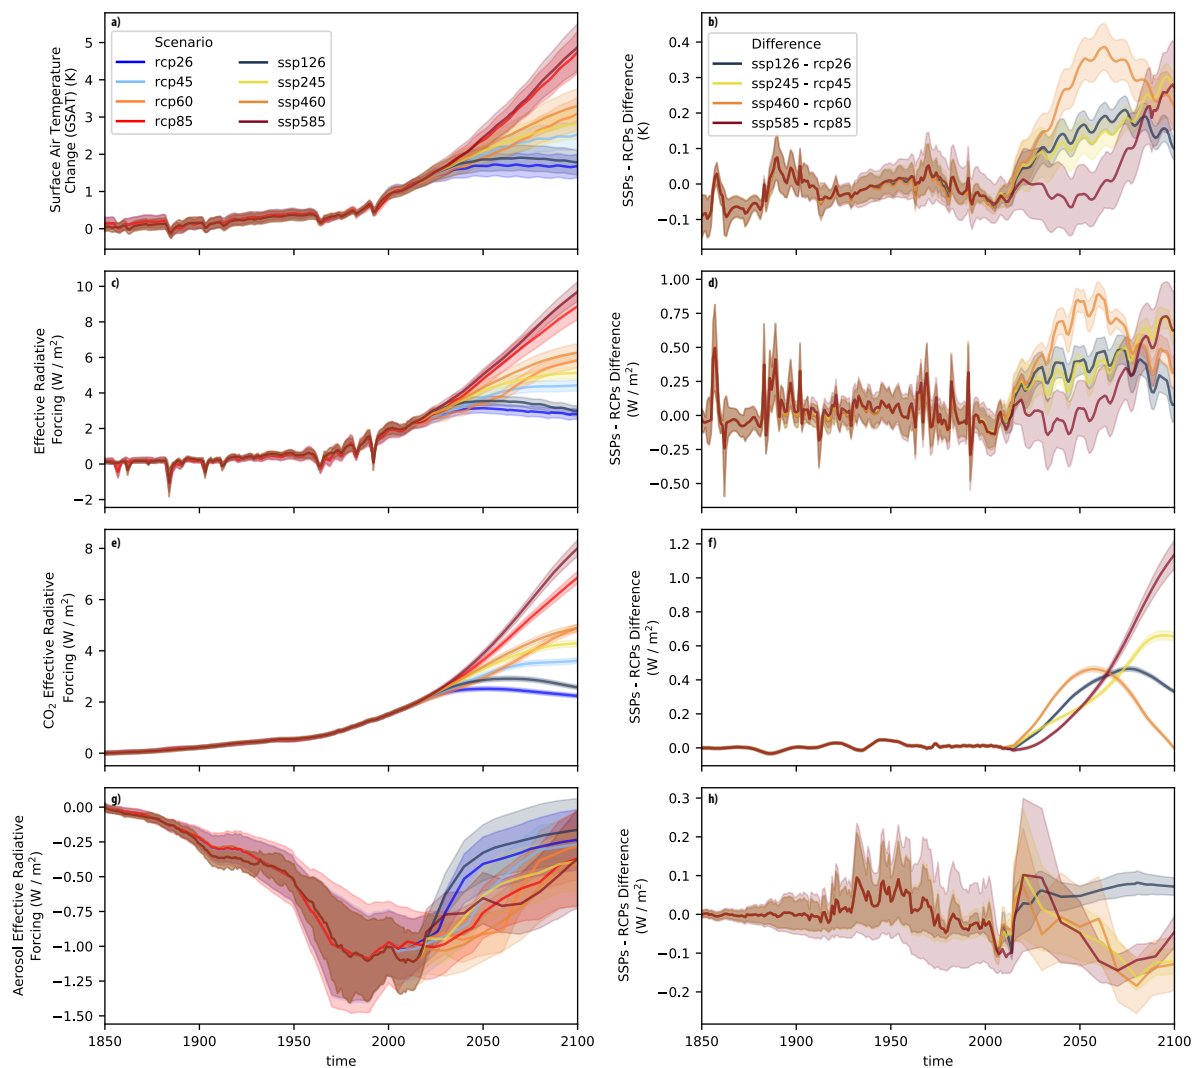 a)
Surface Air Temperature
Change (GSAT) (K)
5
4
3
2
1
0
Scenario
rcp26
rcp45
rcp60
rcp85
ssp126
ssp245
ssp460
ssp585
b)
SSPs - RCPs Difference
(K)
0.4
0.3
0.2
0.1
0.0
−0.1
Difference
ssp126 - rcp26
ssp245 - rcp45
ssp460 - rcp60
ssp585 - rcp85
c)
Effective Radiative
Forcing (W / m²)
10
8
6
4
2
0
−2
d)
SSPs - RCPs Difference
(W / m²)
1.00
0.75
0.50
0.25
0.00
−0.25
−0.50
e)
CO₂ Effective Radiative
Forcing (W / m²)
8
6
4
2
0
f)
SSPs - RCPs Difference
(W / m²)
1.2
1.0
0.8
0.6
0.4
0.2
0.0
g)
Aerosol Effective Radiative
Forcing (W / m²)
0.00
−0.25
−0.50
−0.75
−1.00
−1.25
−1.50
1850 1900 1950 2000 2050 2100
time
h)
SSPs - RCPs Difference
(W / m²)
0.3
0.2
0.1
0.0
−0.1
−0.2
1850 1900 1950 2000 2050 2100
time